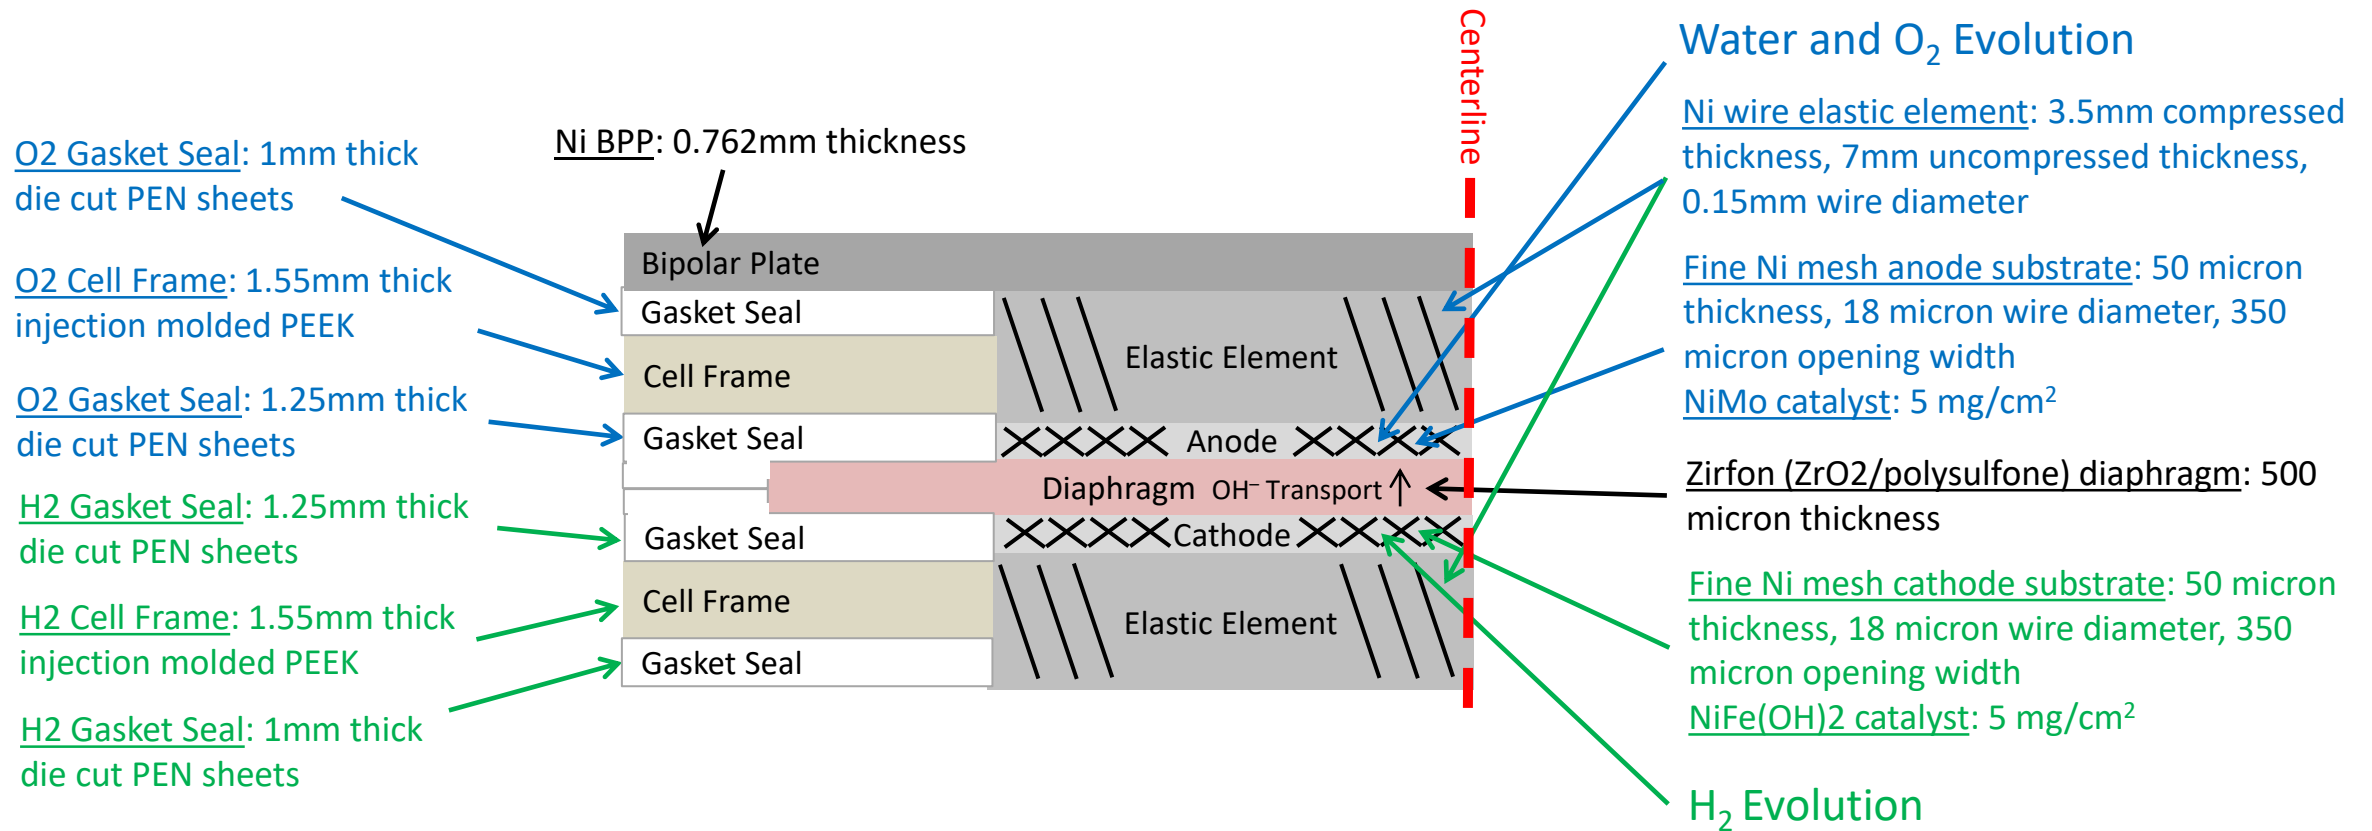 Centerline
Water and O₂ Evolution
Ni wire elastic element: 3.5mm compressed
thickness, 7mm uncompressed thickness,
0.15mm wire diameter
Ni BPP: 0.762mm thickness
O2 Gasket Seal: 1mm thick
die cut PEN sheets
O2 Cell Frame: 1.55mm thick
injection molded PEEK
O2 Gasket Seal: 1.25mm thick
die cut PEN sheets
H2 Gasket Seal: 1.25mm thick
die cut PEN sheets
H2 Cell Frame: 1.55mm thick
injection molded PEEK
H2 Gasket Seal: 1mm thick
die cut PEN sheets
Bipolar Plate
Gasket Seal
Cell Frame
Elastic Element
Gasket Seal
Anode
Diaphragm OH⁻ Transport
Gasket Seal
Cathode
Cell Frame
Elastic Element
Gasket Seal
Fine Ni mesh anode substrate: 50 micron
thickness, 18 micron wire diameter, 350
micron opening width
NiMo catalyst: 5 mg/cm²
Zirfon (ZrO2/polysulfone) diaphragm: 500
micron thickness
Fine Ni mesh cathode substrate: 50 micron
thickness, 18 micron wire diameter, 350
micron opening width
NiFe(OH)2 catalyst: 5 mg/cm²
H₂ Evolution